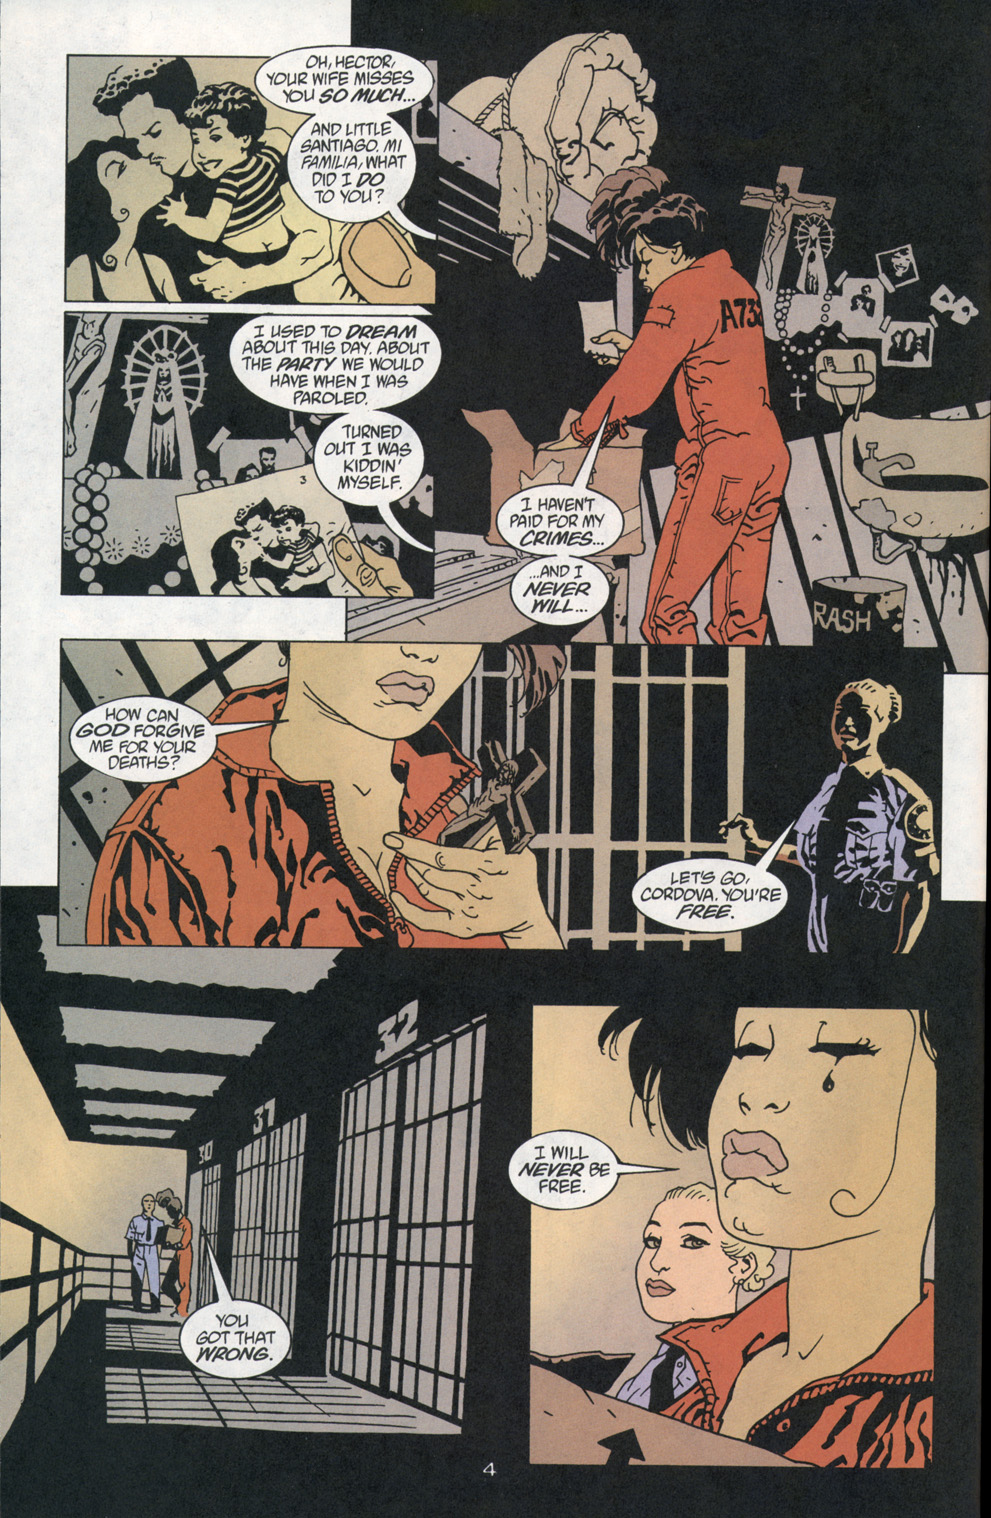 OH, HECTOR,
YOUR WIFE MISSES
YOU SO MUCH...
AND LITTLE
SANTIAGO. MI
FAMILIA, WHAT
DID I DO
TO YOU?
I USED TO DREAM
ABOUT THIS DAY. ABOUT
THE PARTY WE WOULD
HAVE WHEN I WAS
PAROLED.
TURNED
OUT I WAS
KIDDIN'
MYSELF.
3
A733
I HAVEN'T
PAID FOR MY
CRIMES...
...AND I
NEVER
WILL...
RASH
HOW CAN
GOD FORGIVE
ME FOR YOUR
DEATHS?
LET'S GO,
CORDOVA. YOU'RE
FREE.
32
31
30
YOU
GOT THAT
WRONG.
I WILL
NEVER BE
FREE.
4